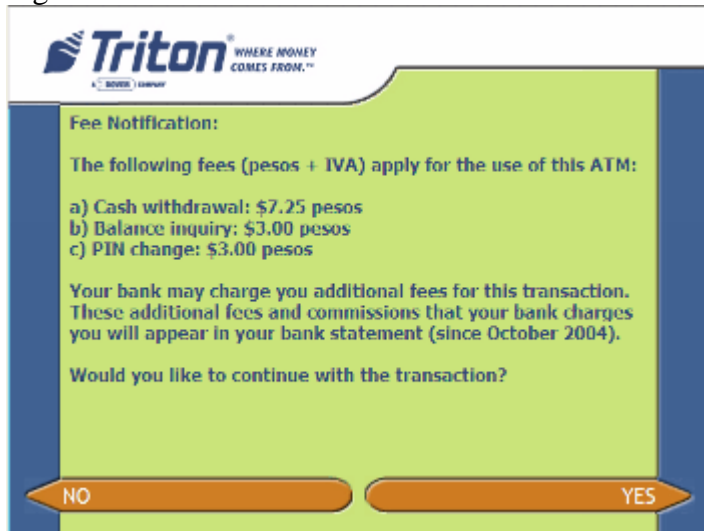 Triton® WHERE MONEY
COMES FROM.™
A DOVER COMPANY
Fee Notification:
The following fees (pesos + IVA) apply for the use of this ATM:
a) Cash withdrawal: $7.25 pesos
b) Balance inquiry: $3.00 pesos
c) PIN change: $3.00 pesos
Your bank may charge you additional fees for this transaction.
These additional fees and commissions that your bank charges
you will appear in your bank statement (since October 2004).
Would you like to continue with the transaction?
NO
YES